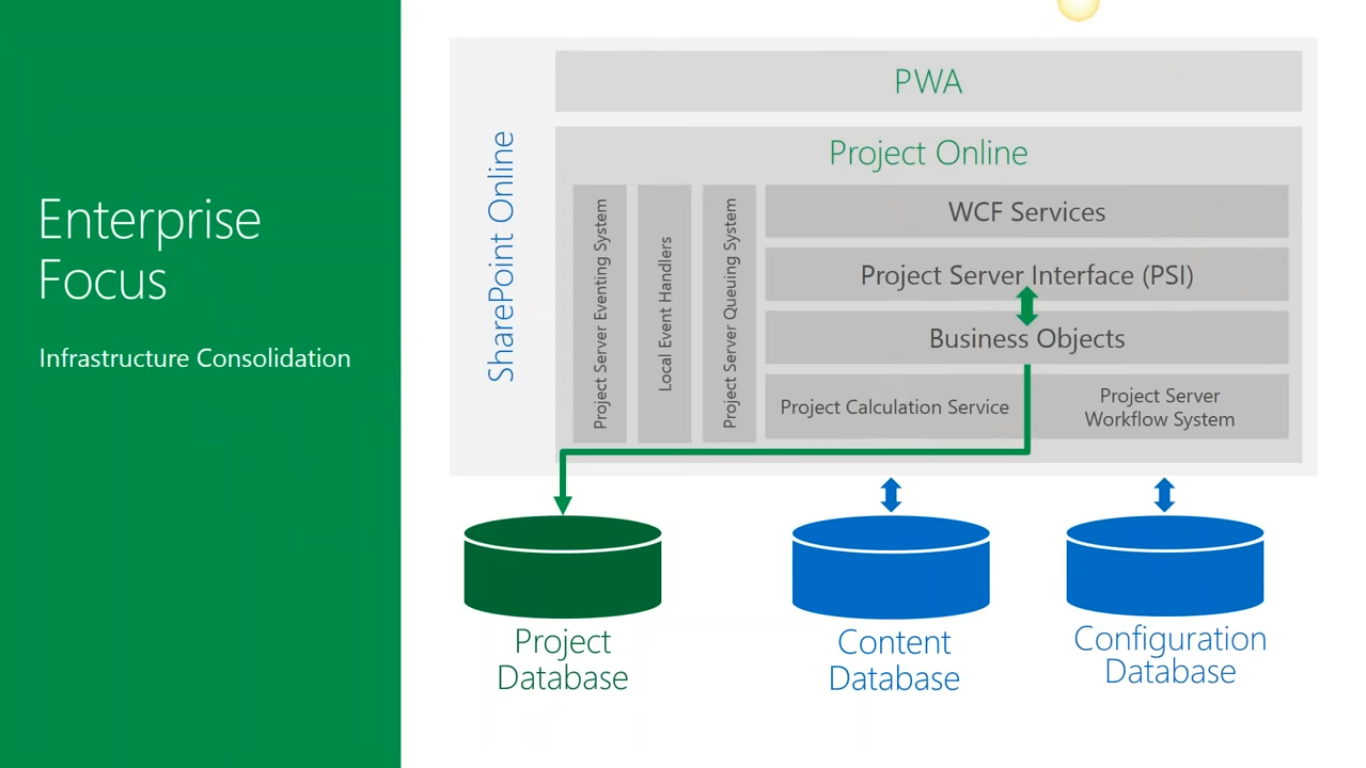 Enterprise
Focus
Infrastructure Consolidation
SharePoint Online
PWA
Project Online
Project Server Eventing System
Local Event Handlers
Project Server Queuing System
WCF Services
Project Server Interface (PSI)
Business Objects
Project Calculation Service
Project Server
Workflow System
Project
Database
Content
Database
Configuration
Database